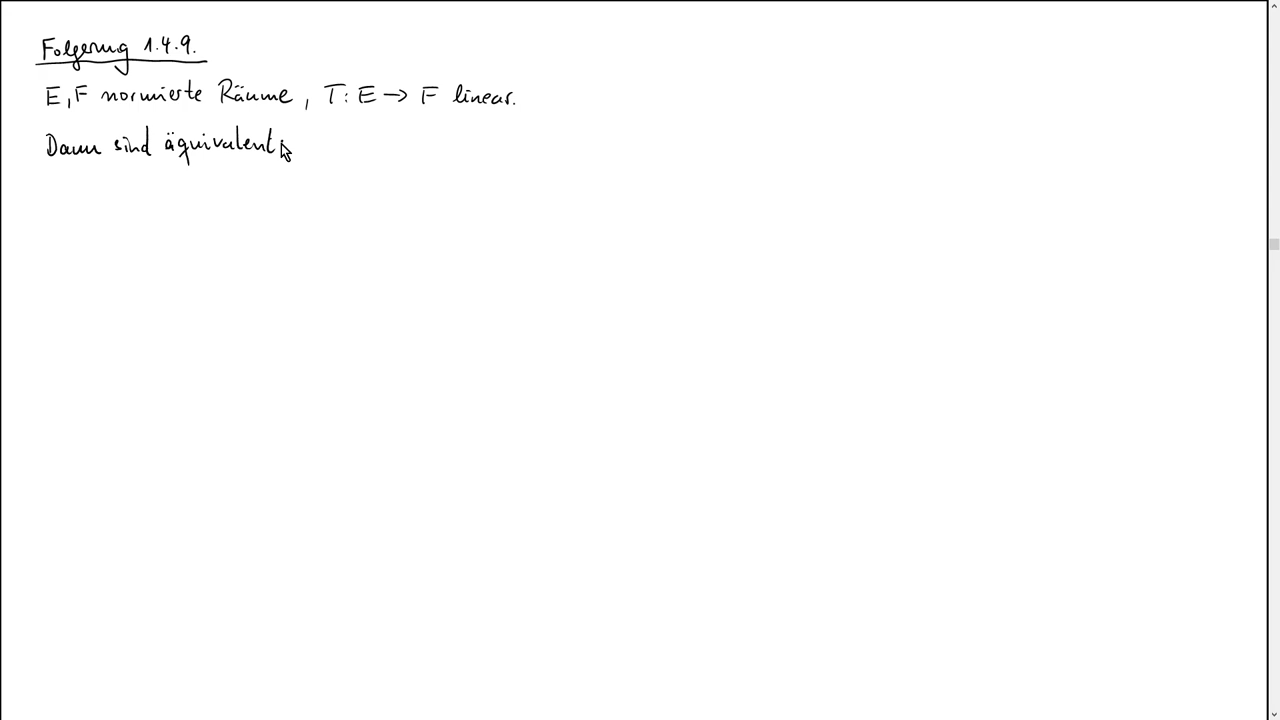 Folgerung 1.4.9.
E, F normierte Räume, T: E → F linear.
Dann sind äquivalent: